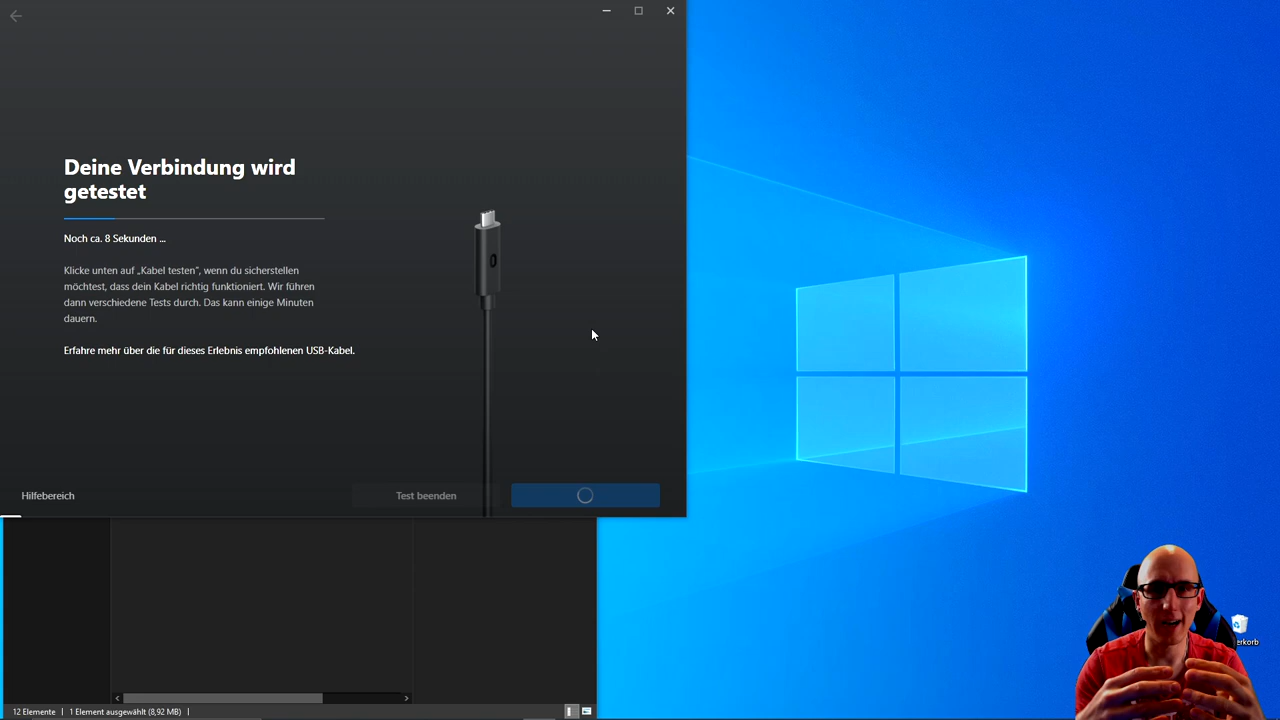 Deine Verbindung wird
getestet
Noch ca. 8 Sekunden ...
Klicke unten auf „Kabel testen“, wenn du sicherstellen
möchtest, dass dein Kabel richtig funktioniert. Wir führen
dann verschiedene Tests durch. Das kann einige Minuten
dauern.
Erfahre mehr über die für dieses Erlebnis empfohlenen USB-Kabel.
Hilfebereich
Test beenden
12 Elemente
1 Element ausgewählt (8,92 MB)